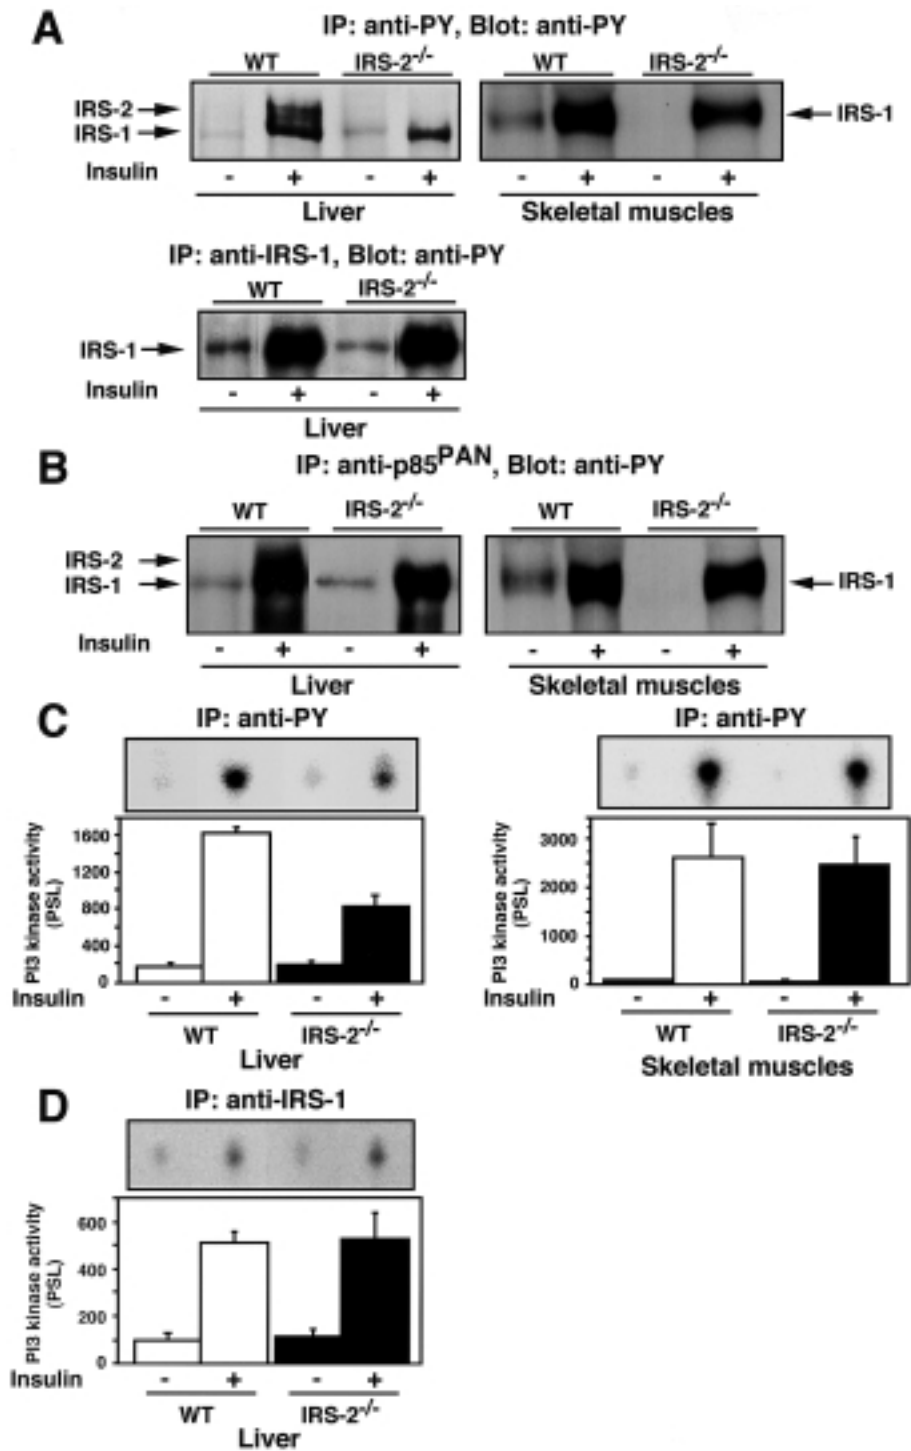 A
IP: anti-PY, Blot: anti-PY
WT IRS-2-/- WT IRS-2-/-
IRS-2
IRS-1 IRS-1
Insulin - + - + - + - +
Liver Skeletal muscles
IP: anti-IRS-1, Blot: anti-PY
WT IRS-2-/-
IRS-1
Insulin - + - +
Liver
B
IP: anti-p85PAN, Blot: anti-PY
WT IRS-2-/- WT IRS-2-/-
IRS-2
IRS-1 IRS-1
Insulin - + - + - + - +
Liver Skeletal muscles
C
IP: anti-PY
PI3 kinase activity
(PSL)
1600
1200
800
400
0
Insulin - + - +
WT IRS-2-/-
Liver
IP: anti-PY
PI3 kinase activity
(PSL)
3000
2000
1000
0
Insulin - + - +
WT IRS-2-/-
Skeletal muscles
D
IP: anti-IRS-1
PI3 kinase activity
(PSL)
600
400
200
0
Insulin - + - +
WT IRS-2-/-
Liver